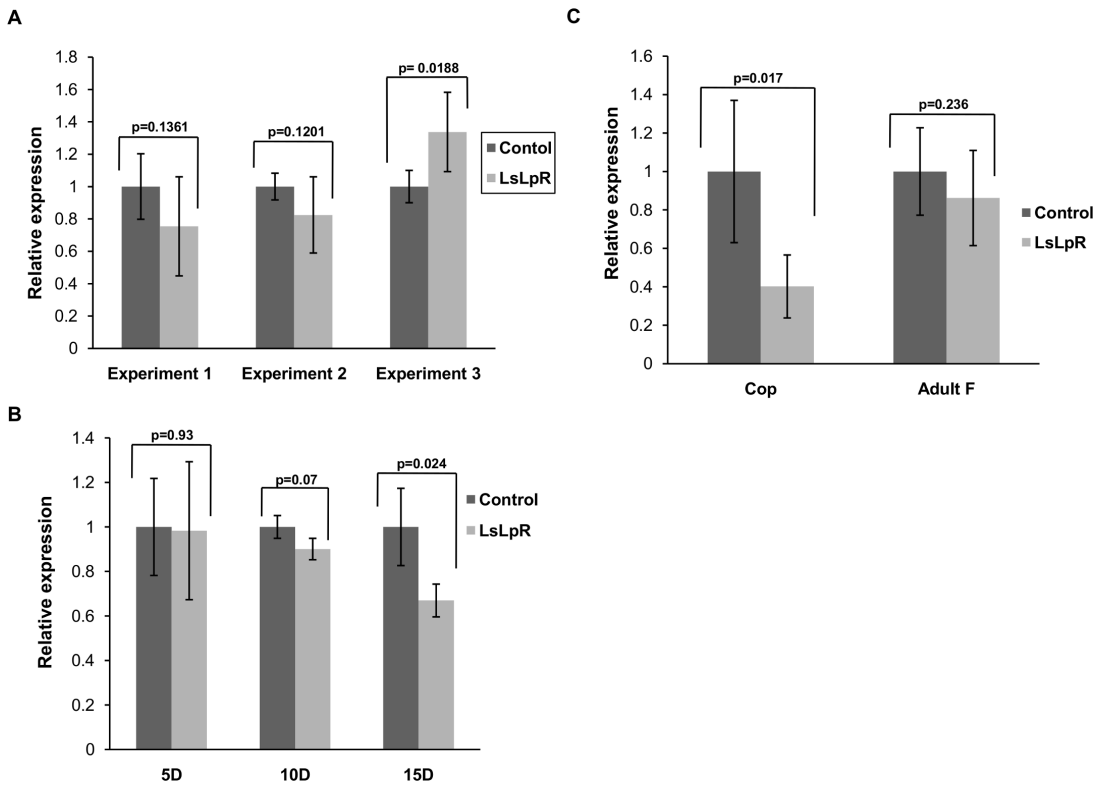 A
Relative expression
1.8
1.6
1.4
1.2
1
0.8
0.6
0.4
0.2
0
p=0.1361
p=0.1201
p= 0.0188
Contol
LsLpR
Experiment 1 Experiment 2 Experiment 3
C
Relative expression
1.6
1.4
1.2
1
0.8
0.6
0.4
0.2
0
p=0.017
p=0.236
Control
LsLpR
Cop Adult F
B
Relative expression
1.4
1.2
1
0.8
0.6
0.4
0.2
0
p=0.93
p=0.07
p=0.024
Control
LsLpR
5D 10D 15D